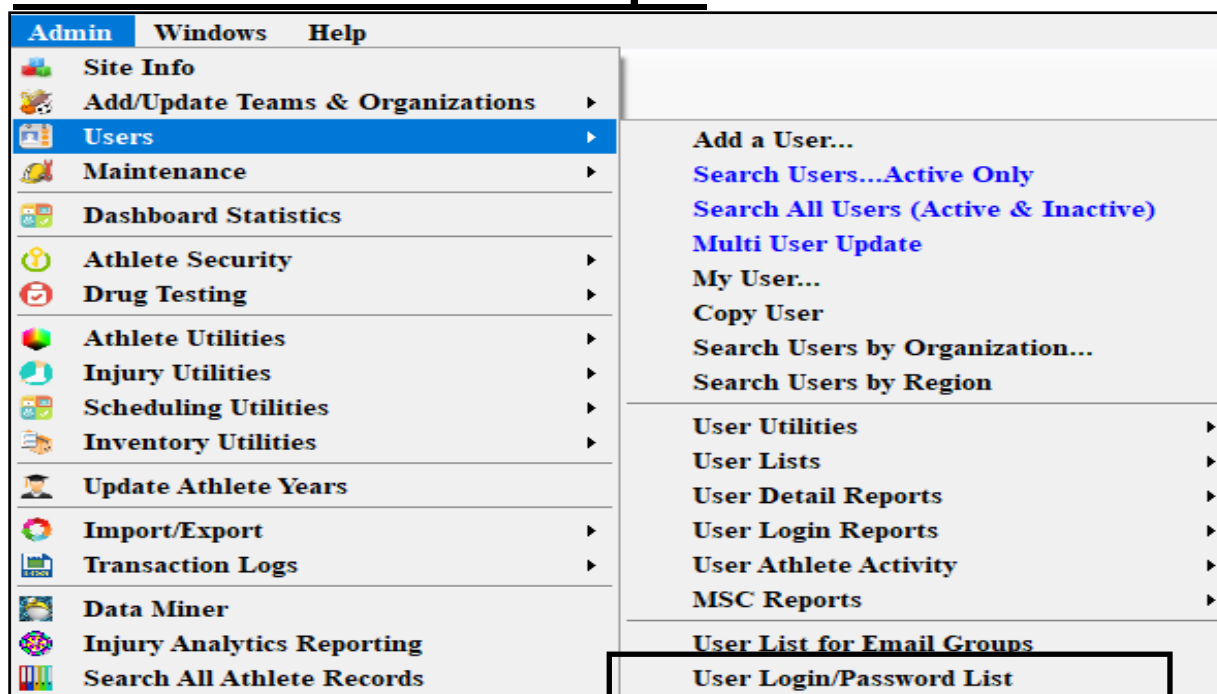 Admin Windows Help
Site Info
Add/Update Teams & Organizations
Users
Maintenance
Dashboard Statistics
Athlete Security
Drug Testing
Athlete Utilities
Injury Utilities
Scheduling Utilities
Inventory Utilities
Update Athlete Years
Import/Export
Transaction Logs
Data Miner
Injury Analytics Reporting
Search All Athlete Records
Add a User...
Search Users...Active Only
Search All Users (Active & Inactive)
Multi User Update
My User...
Copy User
Search Users by Organization...
Search Users by Region
User Utilities
User Lists
User Detail Reports
User Login Reports
User Athlete Activity
MSC Reports
User List for Email Groups
User Login/Password List